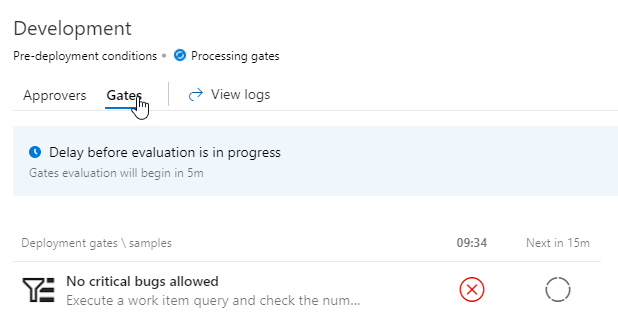 Development
Pre-deployment conditions • Processing gates
Approvers Gates View logs
Delay before evaluation is in progress
Gates evaluation will begin in 5m
Deployment gates \ samples 09:34 Next in 15m
No critical bugs allowed
Execute a work item query and check the num...